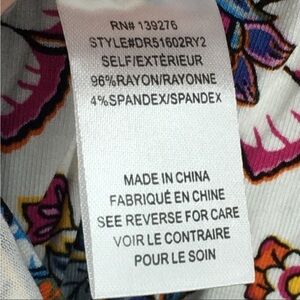 RN# 139276
STYLE#DR51602RY2
SELF/EXTÉRIEUR
96%RAYON/RAYONNE
4%SPANDEX/SPANDEX
MADE IN CHINA
FABRIQUÉ EN CHINE
SEE REVERSE FOR CARE
VOIR LE CONTRAIRE
POUR LE SOIN